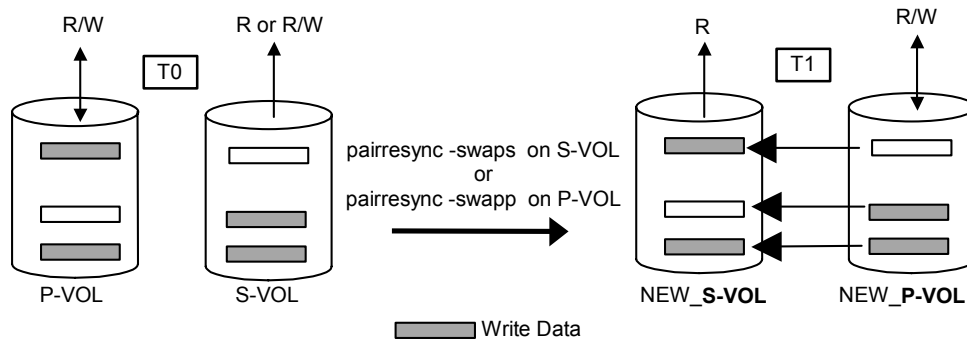 R/W
R or R/W
T0
R
R/W
T1
pairresync -swaps on S-VOL
or
pairresync -swapp on P-VOL
P-VOL
S-VOL
NEW_S-VOL
NEW_P-VOL
Write Data